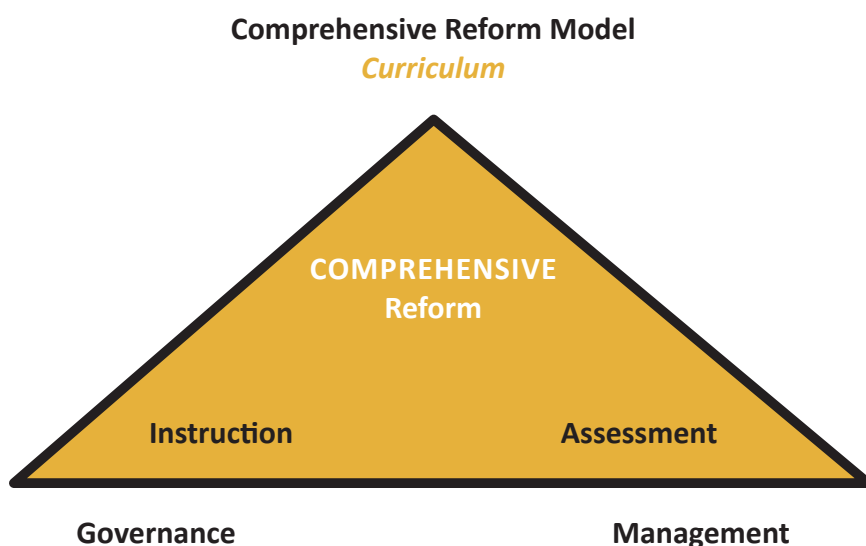 Comprehensive Reform Model
Curriculum
COMPREHENSIVE
Reform
Instruction Assessment
Governance Management